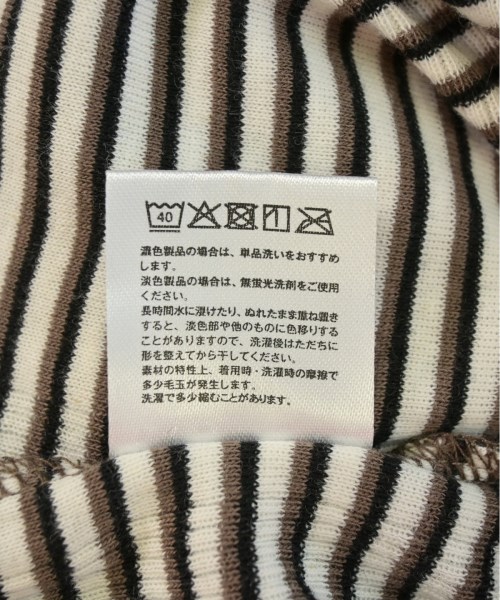 40
濃色製品の場合は、単品洗いをおすすめ
します。
淡色製品の場合は、無蛍光洗剤をご使用
ください。
長時間水に漬けたり、ぬれたまま重ね置き
すると、淡色部や他のものに色移りする
ことがありますので、洗濯後はただちに
形を整えてから干してください。
素材の特性上、着用時・洗濯時の摩擦で
多少毛玉が発生します。
洗濯で多少縮むことがあります。